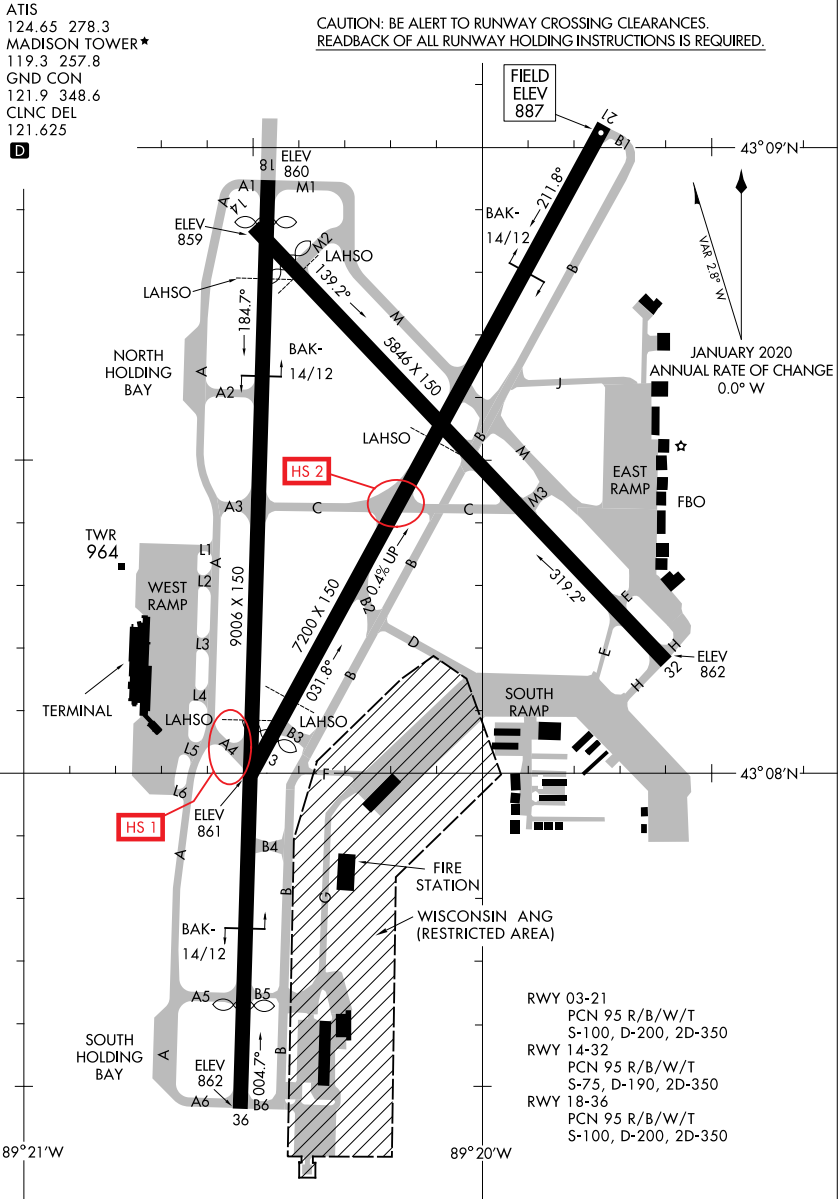 ATIS
124.65 278.3
MADISON TOWER★
119.3 257.8
GND CON
121.9 348.6
CLNC DEL
121.625
D
CAUTION: BE ALERT TO RUNWAY CROSSING CLEARANCES.
READBACK OF ALL RUNWAY HOLDING INSTRUCTIONS IS REQUIRED.
FIELD
ELEV
887
21
B1
43°09'N
18
ELEV
860
A1
M1
A
14
ELEV
859
M2
LAHSO
LAHSO
139.2°
184.7°
211.8°
BAK-
14/12
B
VAR 2.8° W
JANUARY 2020
ANNUAL RATE OF CHANGE
0.0° W
NORTH
HOLDING
BAY
A
A2
BAK-
14/12
M
5846 X 150
J
LAHSO
B
M
HS 2
EAST
RAMP
FBO
M3
A3
C
C
TWR
964
L1
A
L2
WEST
RAMP
9006 X 150
7200 X 150
0.4% UP
B
B2
319.2°
E
E
H
H
32
ELEV
862
L3
L4
D
B
031.8°
TERMINAL
LAHSO
LAHSO
SOUTH
RAMP
A4
B3
3
L5
L6
F
43°08'N
HS 1
ELEV
861
A
B4
B
G
FIRE
STATION
WISCONSIN ANG
(RESTRICTED AREA)
BAK-
14/12
A5
B5
SOUTH
HOLDING
BAY
A
ELEV
862
004.7°
B
A6
B6
36
RWY 03-21
PCN 95 R/B/W/T
S-100, D-200, 2D-350
RWY 14-32
PCN 95 R/B/W/T
S-75, D-190, 2D-350
RWY 18-36
PCN 95 R/B/W/T
S-100, D-200, 2D-350
89°21'W
89°20'W